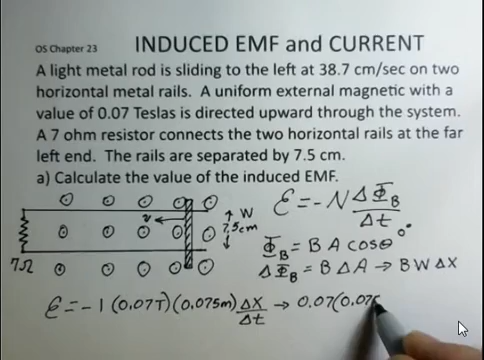 OS Chapter 23
INDUCED EMF and CURRENT
A light metal rod is sliding to the left at 38.7 cm/sec on two
horizontal metal rails. A uniform external magnetic with a
value of 0.07 Teslas is directed upward through the system.
A 7 ohm resistor connects the two horizontal rails at the far
left end. The rails are separated by 7.5 cm.
a) Calculate the value of the induced EMF.
v
W
7.5cm
7Ω
ℰ = -N ΔΦB/Δt
ΦB = B A cosθ 0°
ΔΦB = B ΔA → B W ΔX
ℰ = -1 (0.07T)(0.075m) ΔX/Δt → 0.07(0.075